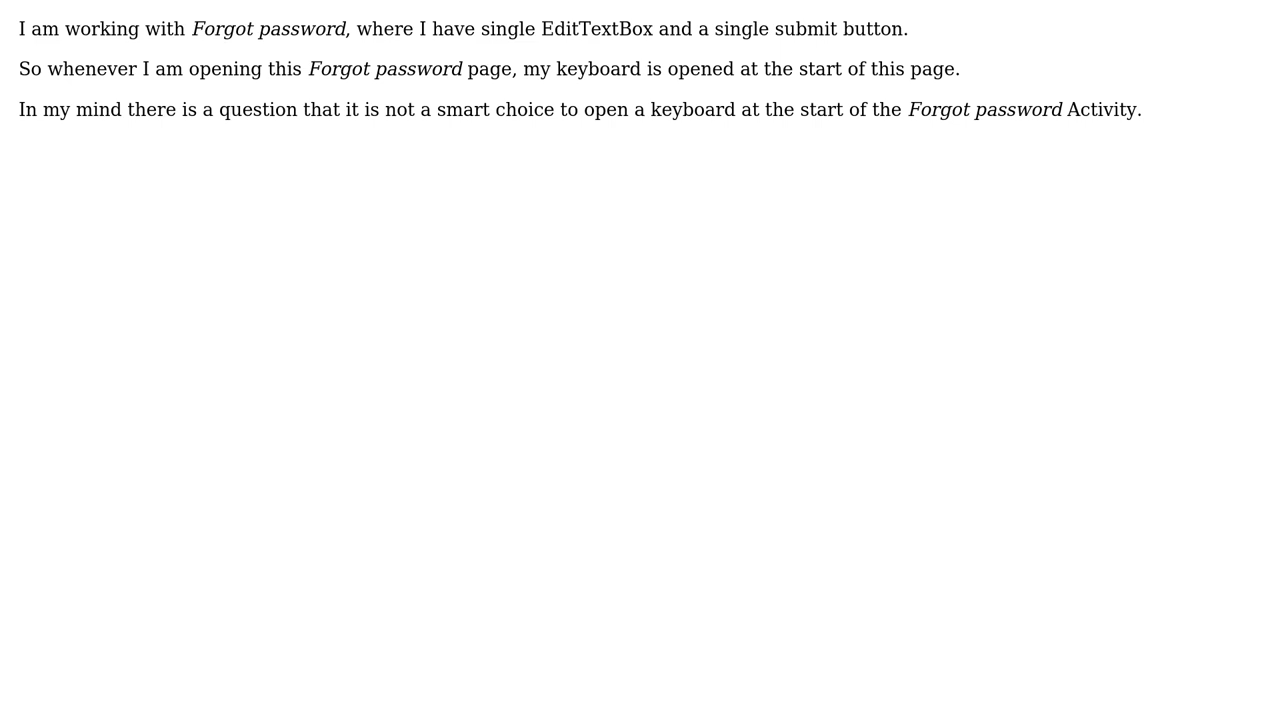 I am working with Forgot password, where I have single EditTextBox and a single submit button.
So whenever I am opening this Forgot password page, my keyboard is opened at the start of this page.
In my mind there is a question that it is not a smart choice to open a keyboard at the start of the Forgot password Activity.